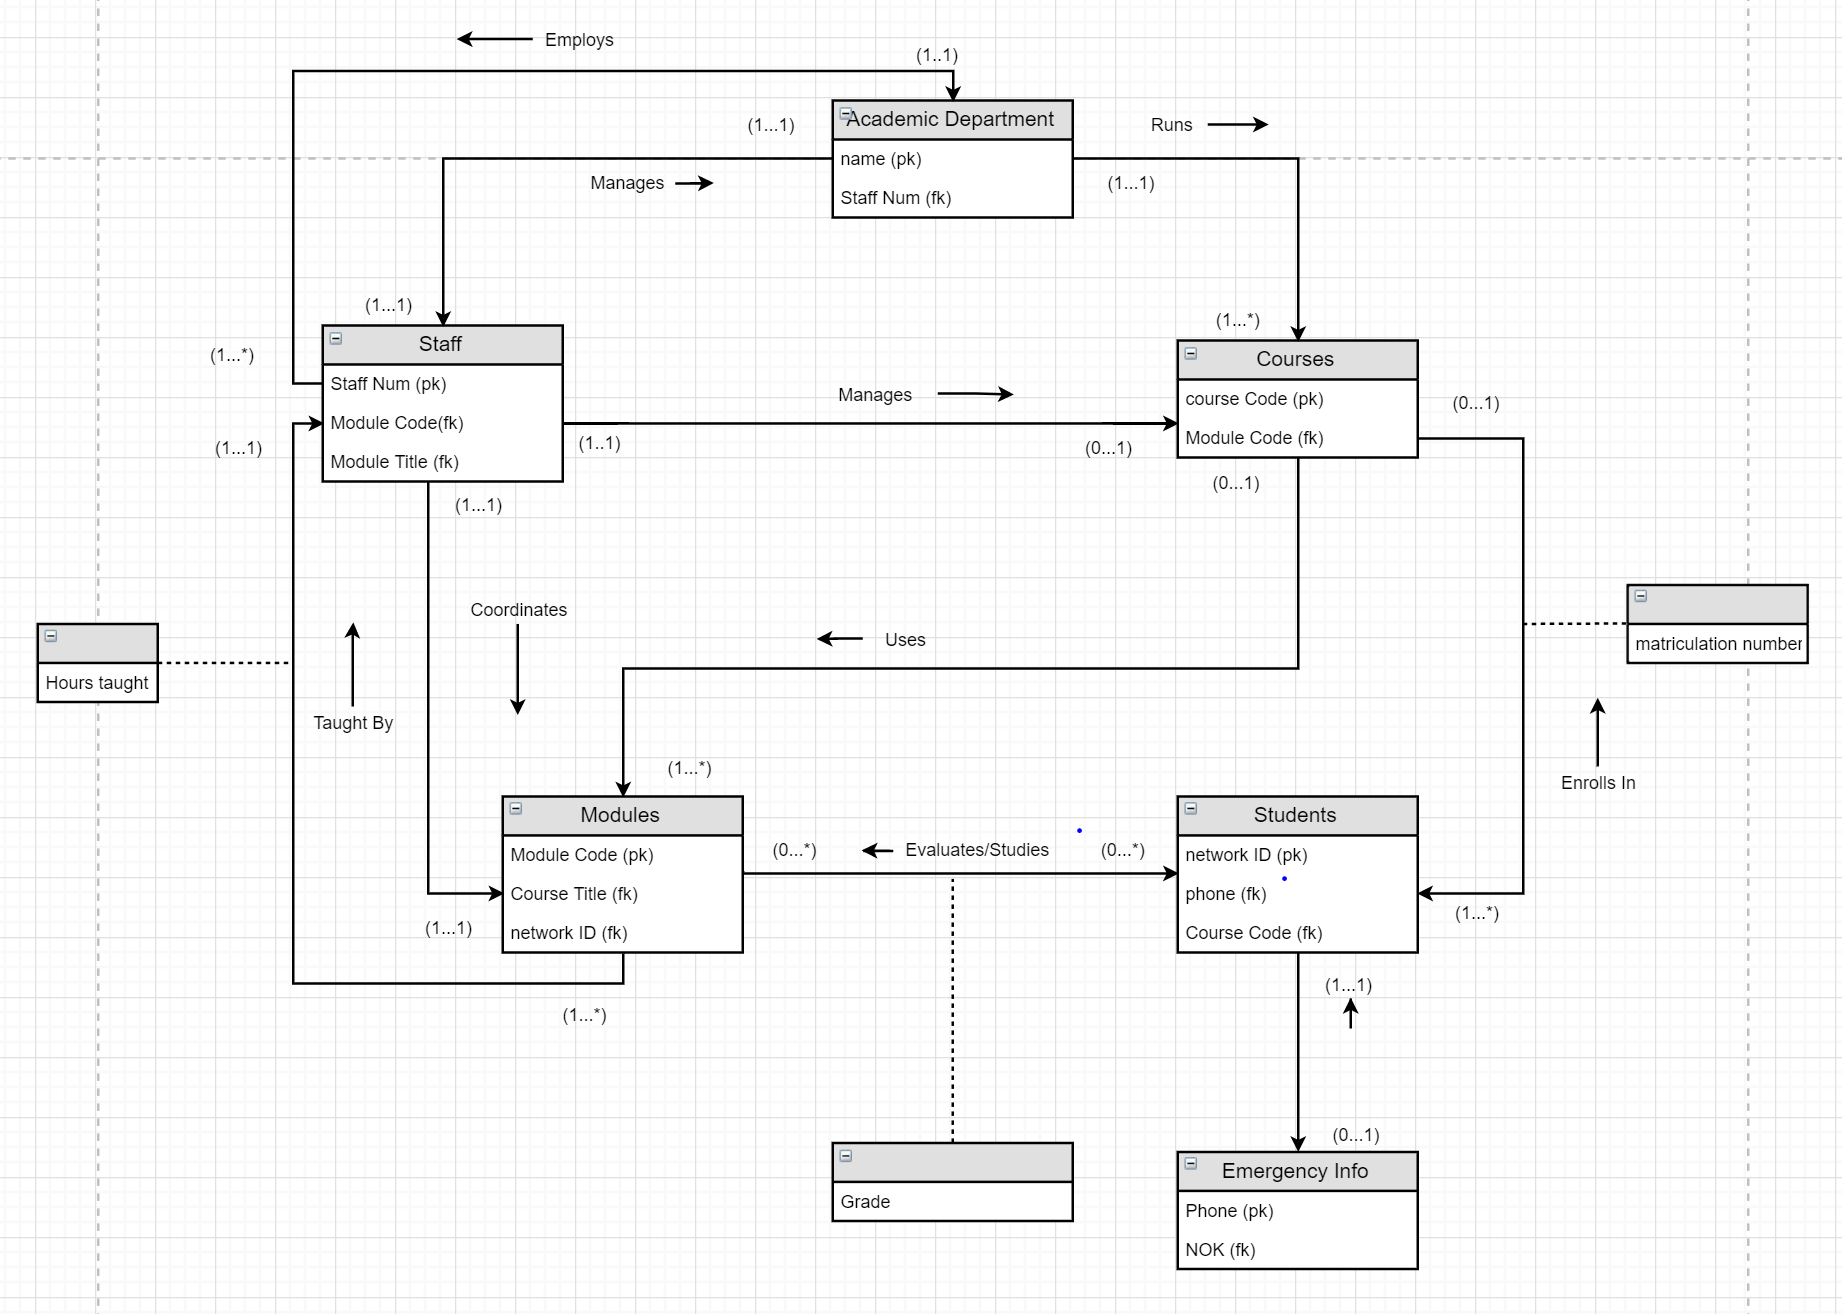 Employs
(1..1)
Academic Department
(1...1)
Runs
name (pk)
Manages
(1...1)
Staff Num (fk)
(1...1)
(1...*)
Staff
(1...*)
Courses
Staff Num (pk)
Manages
course Code (pk)
(0...1)
Module Code(fk)
Module Code (fk)
(1...1)
(1..1)
(0...1)
Module Title (fk)
(0...1)
(1...1)
Coordinates
Uses
matriculation number
Hours taught
Taught By
(1...*)
Enrolls In
Modules
Students
(0...*)
Evaluates/Studies
(0...*)
Module Code (pk)
network ID (pk)
Course Title (fk)
phone (fk)
(1...1)
(1...*)
network ID (fk)
Course Code (fk)
(1...1)
(1...*)
(0...1)
Emergency Info
Grade
Phone (pk)
NOK (fk)